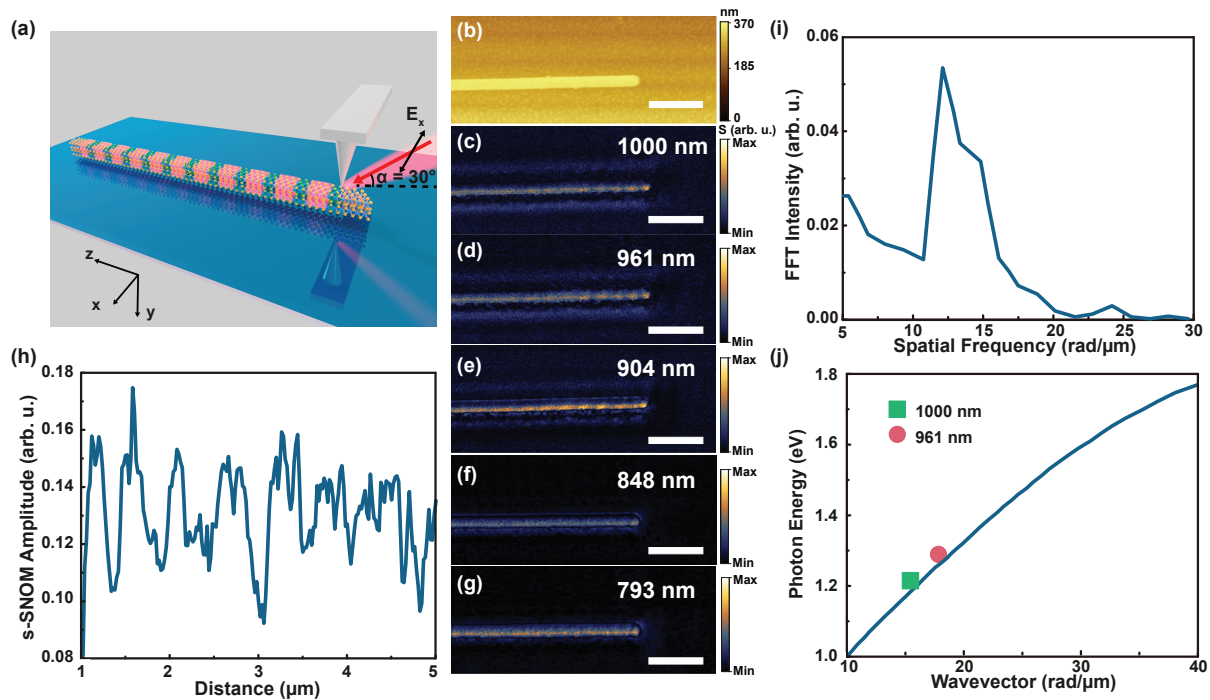 (a)
E_x
α = 30°
z
x
y
(b)
nm
370
185
0
S (arb. u.)
(c)
1000 nm
Max
Min
(d)
961 nm
Max
Min
(e)
904 nm
Max
Min
(f)
848 nm
Max
Min
(g)
793 nm
Max
Min
(h)
s-SNOM Amplitude (arb. u.)
0.18
0.16
0.14
0.12
0.10
0.08
1 2 3 4 5
Distance (μm)
(i)
FFT Intensity (arb. u.)
0.06
0.04
0.02
0.00
5 10 15 20 25 30
Spatial Frequency (rad/μm)
(j)
Photon Energy (eV)
1.8
1.6
1.4
1.2
1.0
1000 nm
961 nm
10 20 30 40
Wavevector (rad/μm)